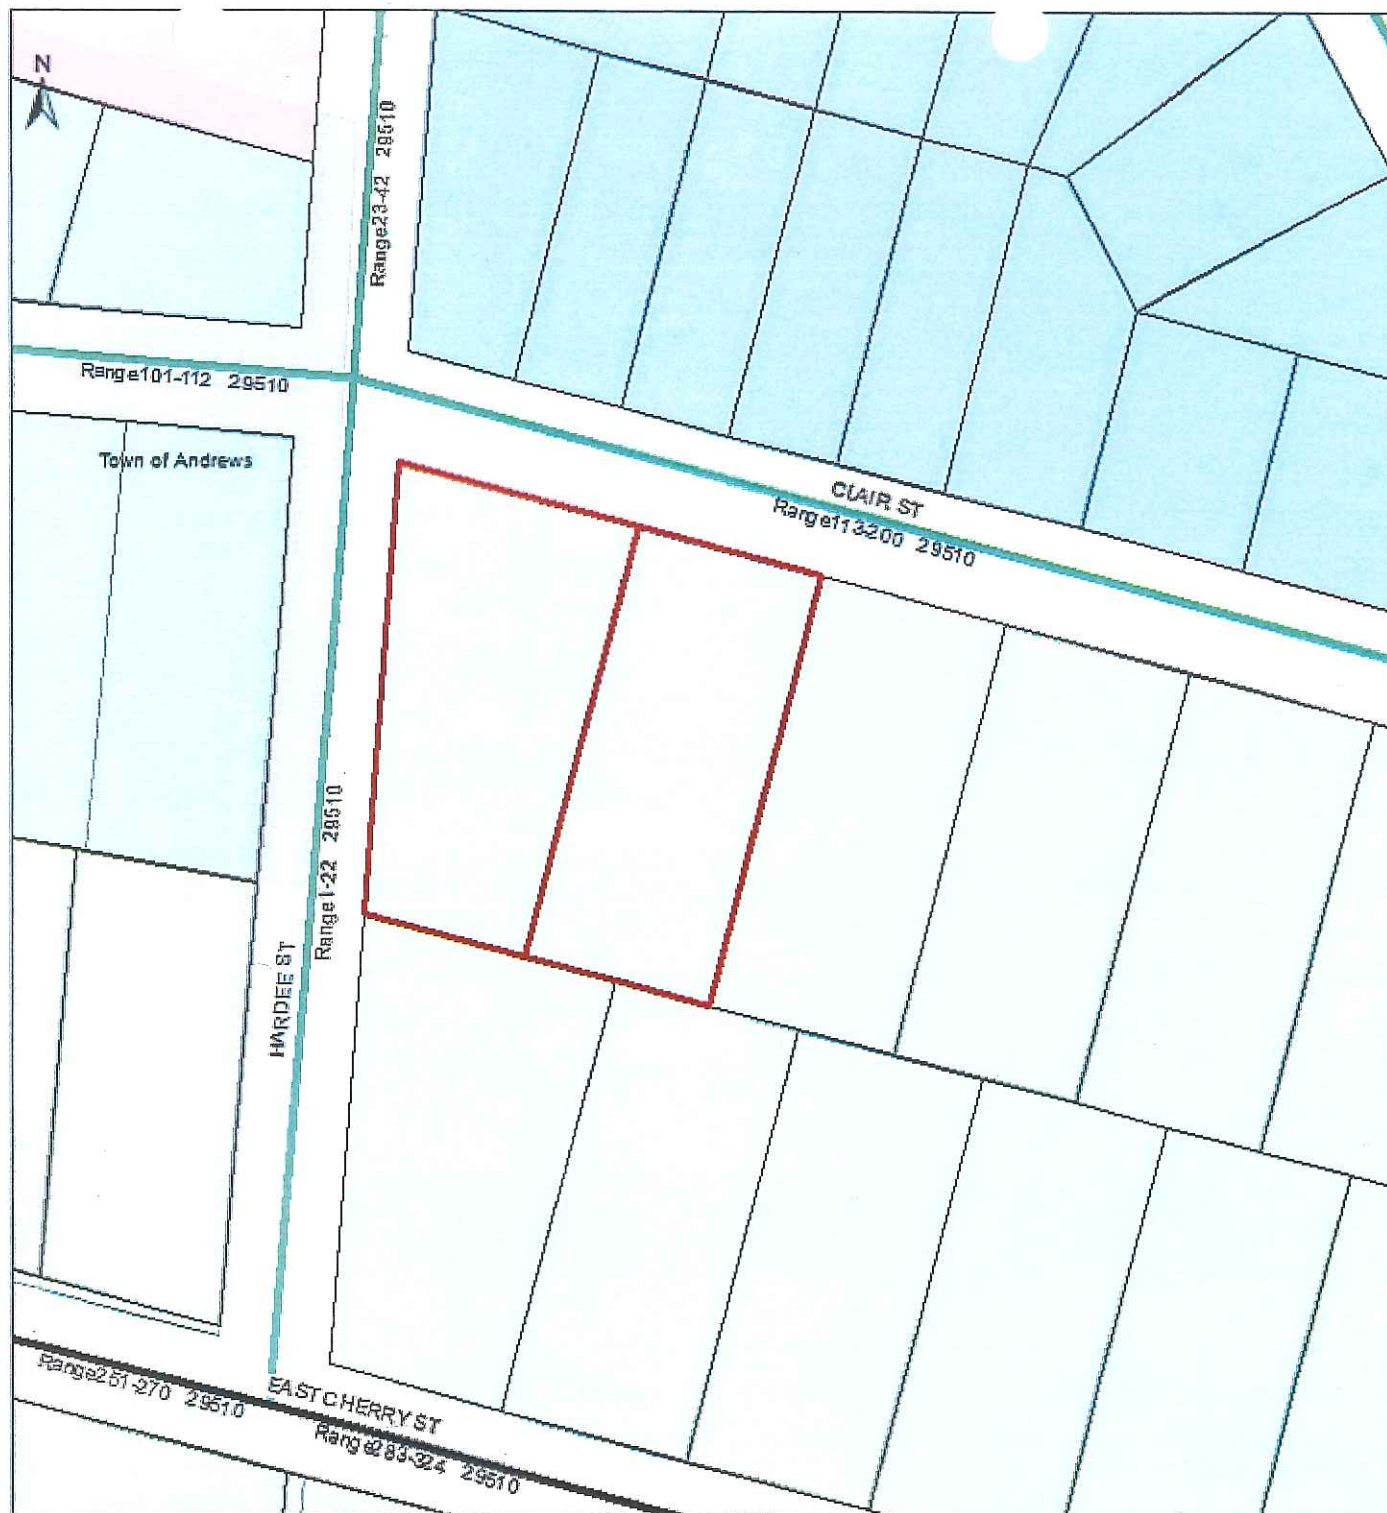 N
Range23-42 29510
Range101-112 29510
Town of Andrews
CLAIR ST
Range113-200 29510
Range1-22 29510
HARDEE ST
Range251-270 29510
EAST CHERRY ST
Range283-324 29510